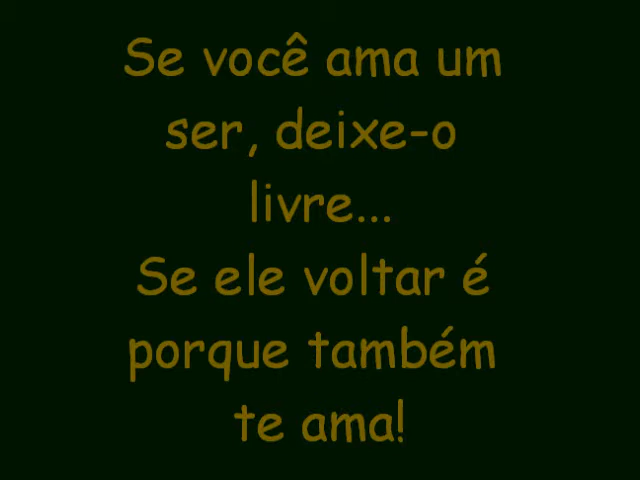 Se você ama um
ser, deixe-o
livre...
Se ele voltar é
porque também
te ama!